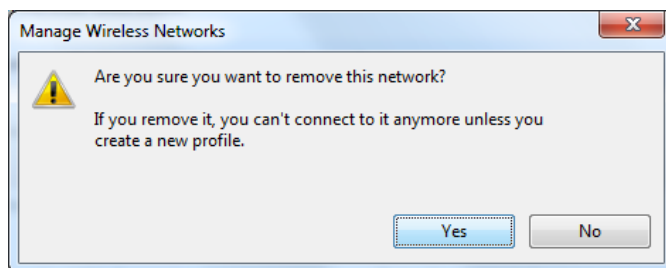 Manage Wireless Networks
Are you sure you want to remove this network?
If you remove it, you can't connect to it anymore unless you
create a new profile.
Yes
No